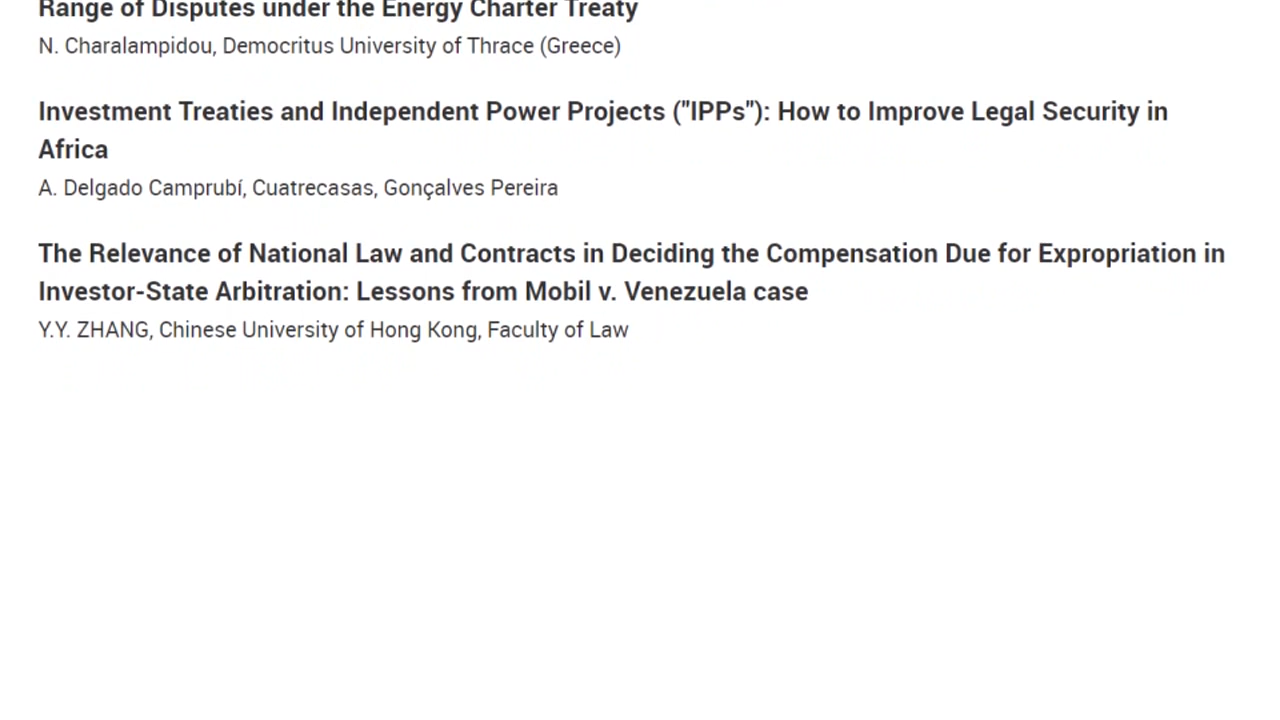 Range of Disputes under the Energy Charter Treaty
N. Charalampidou, Democritus University of Thrace (Greece)
Investment Treaties and Independent Power Projects ("IPPs"): How to Improve Legal Security in
Africa
A. Delgado Camprubí, Cuatrecasas, Gonçalves Pereira
The Relevance of National Law and Contracts in Deciding the Compensation Due for Expropriation in
Investor-State Arbitration: Lessons from Mobil v. Venezuela case
Y.Y. ZHANG, Chinese University of Hong Kong, Faculty of Law